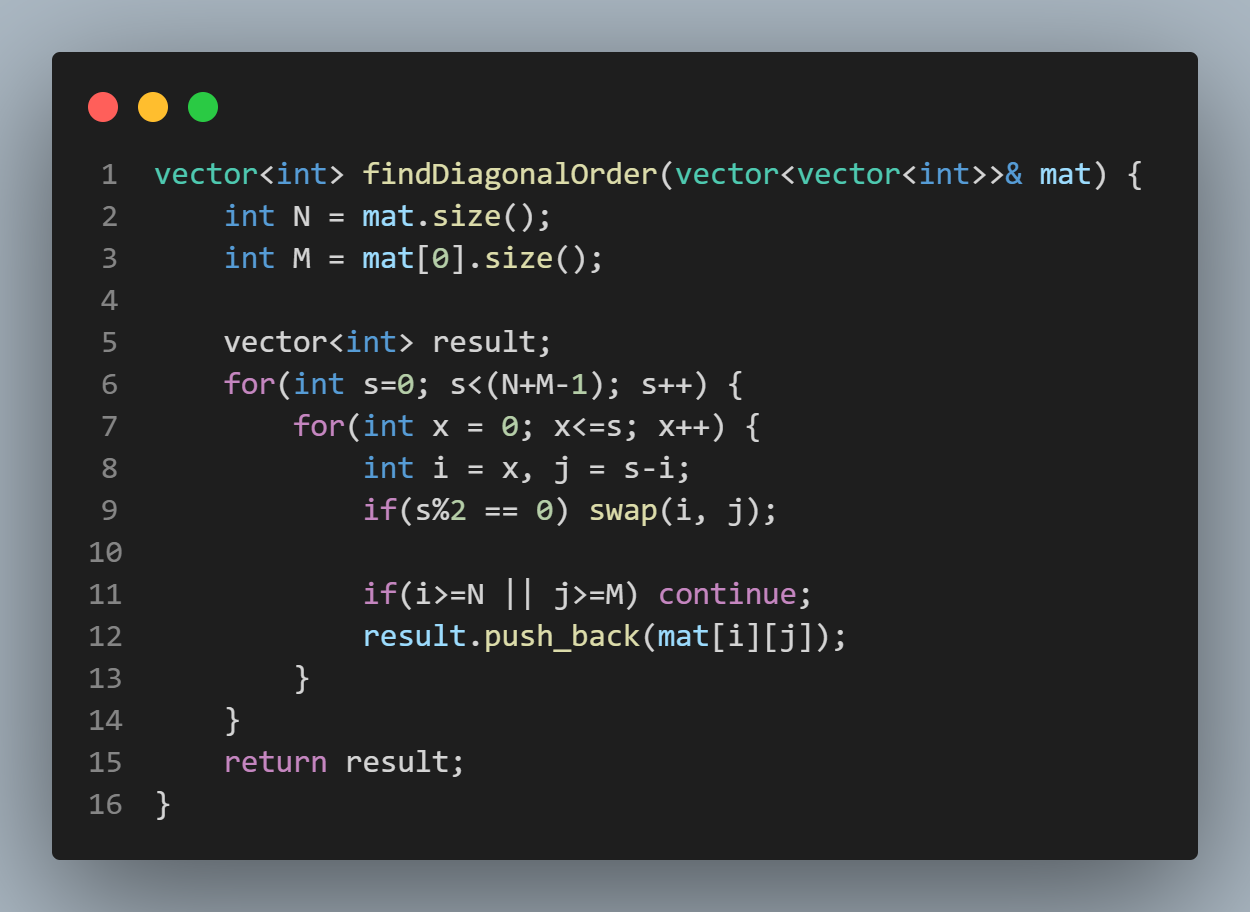 1 vector<int> findDiagonalOrder(vector<vector<int>>& mat) {
2     int N = mat.size();
3     int M = mat[0].size();
4
5     vector<int> result;
6     for(int s=0; s<(N+M-1); s++) {
7         for(int x = 0; x<=s; x++) {
8             int i = x, j = s-i;
9             if(s%2 == 0) swap(i, j);
10
11             if(i>=N || j>=M) continue;
12             result.push_back(mat[i][j]);
13         }
14     }
15     return result;
16 }